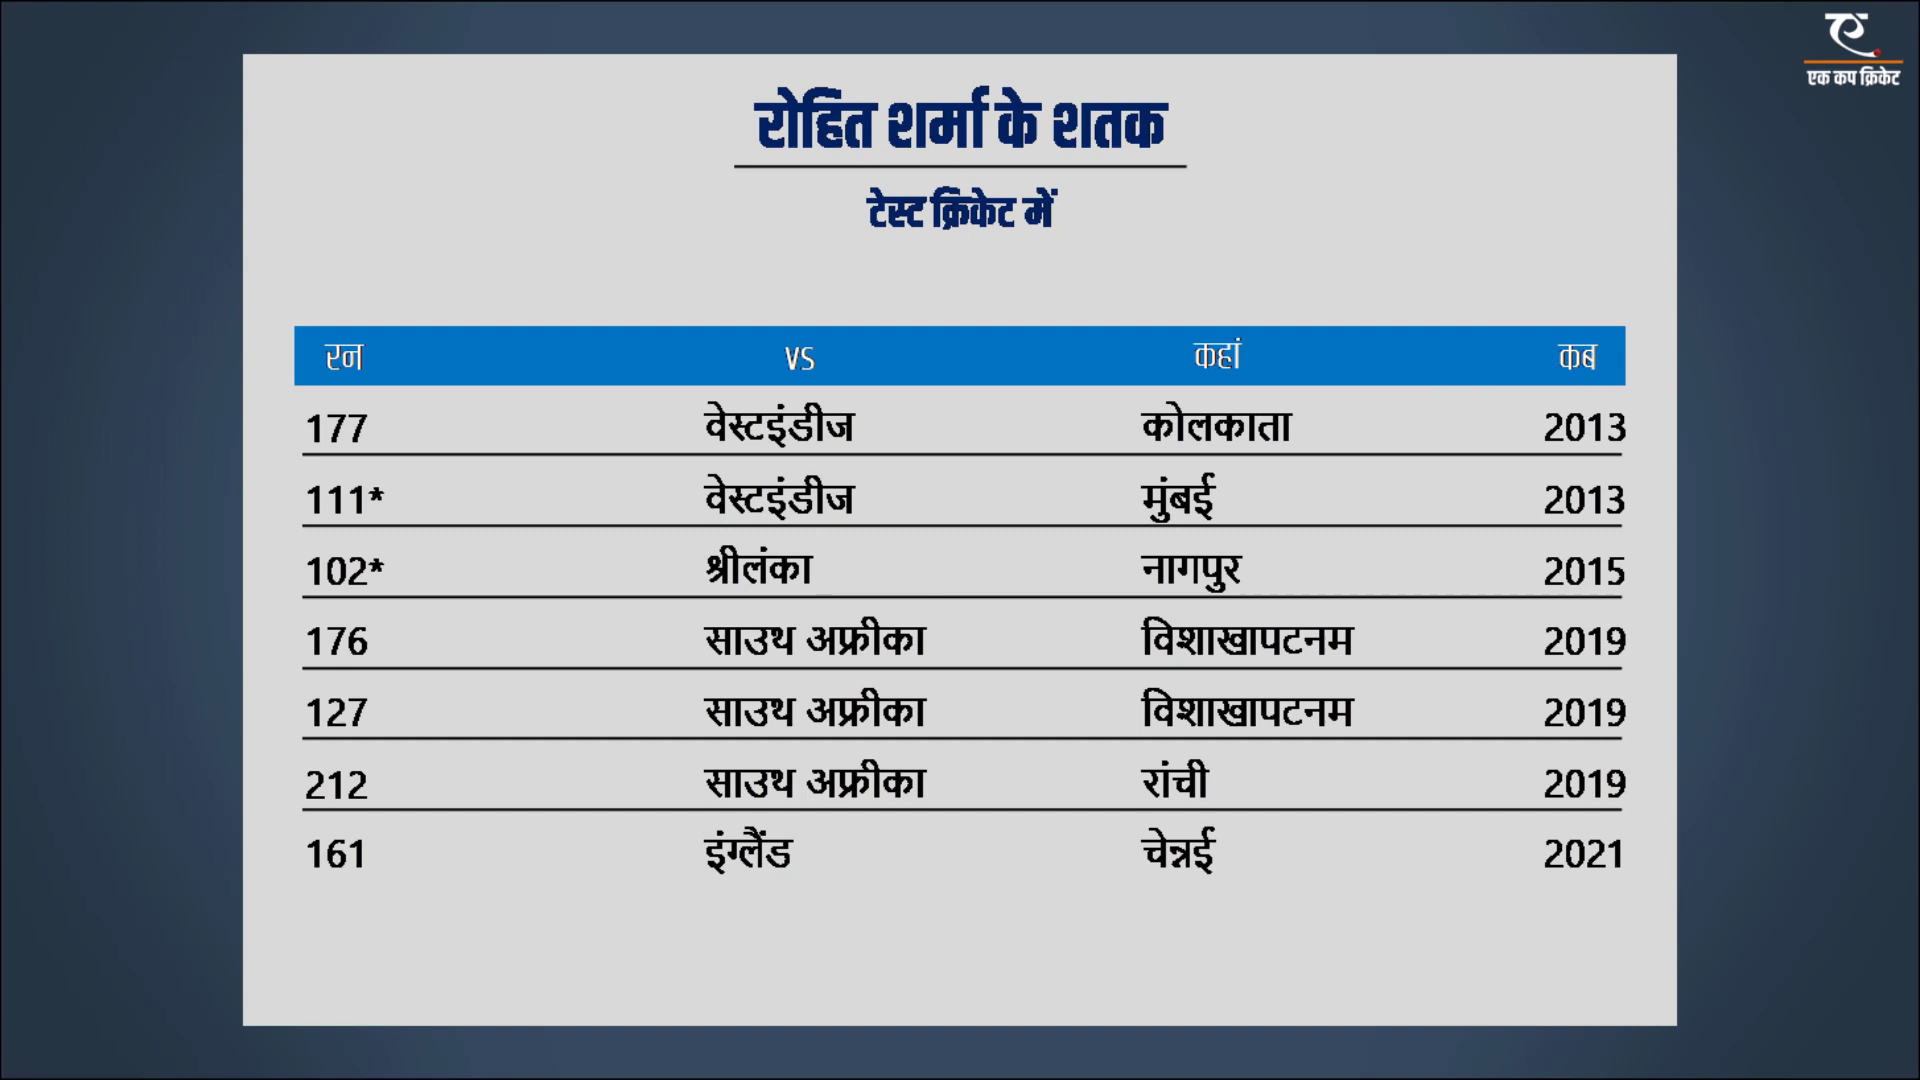 एक कप क्रिकेट
रोहित शर्मा के शतक
टेस्ट क्रिकेट में
रन vs कहां कब
177 वेस्टइंडीज कोलकाता 2013
111* वेस्टइंडीज मुंबई 2013
102* श्रीलंका नागपुर 2015
176 साउथ अफ्रीका विशाखापटनम 2019
127 साउथ अफ्रीका विशाखापटनम 2019
212 साउथ अफ्रीका रांची 2019
161 इंग्लैंड चेन्नई 2021